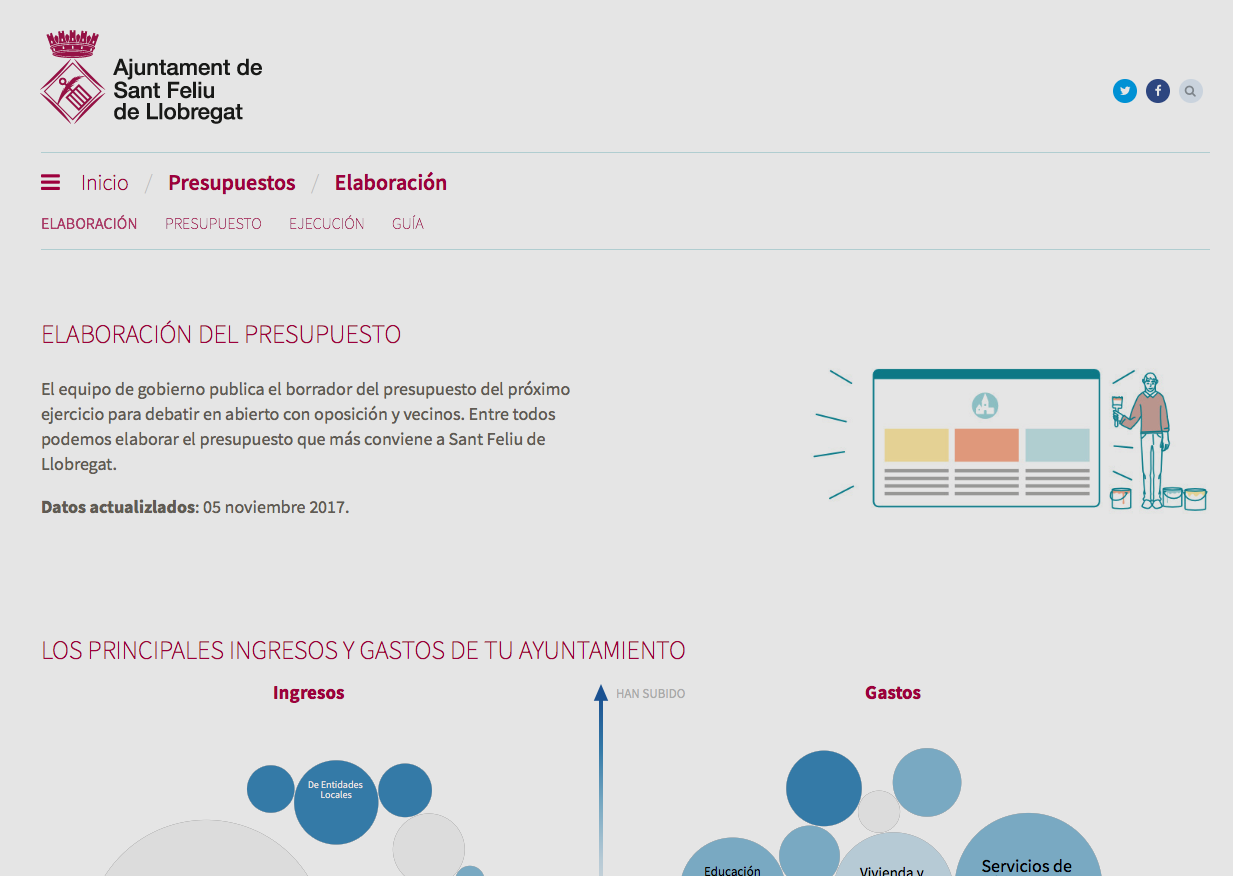 Ajuntament de
Sant Feliu
de Llobregat
Inicio / Presupuestos / Elaboración
ELABORACIÓN PRESUPUESTO EJECUCIÓN GUÍA
ELABORACIÓN DEL PRESUPUESTO
El equipo de gobierno publica el borrador del presupuesto del próximo
ejercicio para debatir en abierto con oposición y vecinos. Entre todos
podemos elaborar el presupuesto que más conviene a Sant Feliu de
Llobregat.
Datos actualizlados: 05 noviembre 2017.
LOS PRINCIPALES INGRESOS Y GASTOS DE TU AYUNTAMIENTO
Ingresos
HAN SUBIDO
Gastos
De Entidades
Locales
Educación
Vivienda y
Servicios de